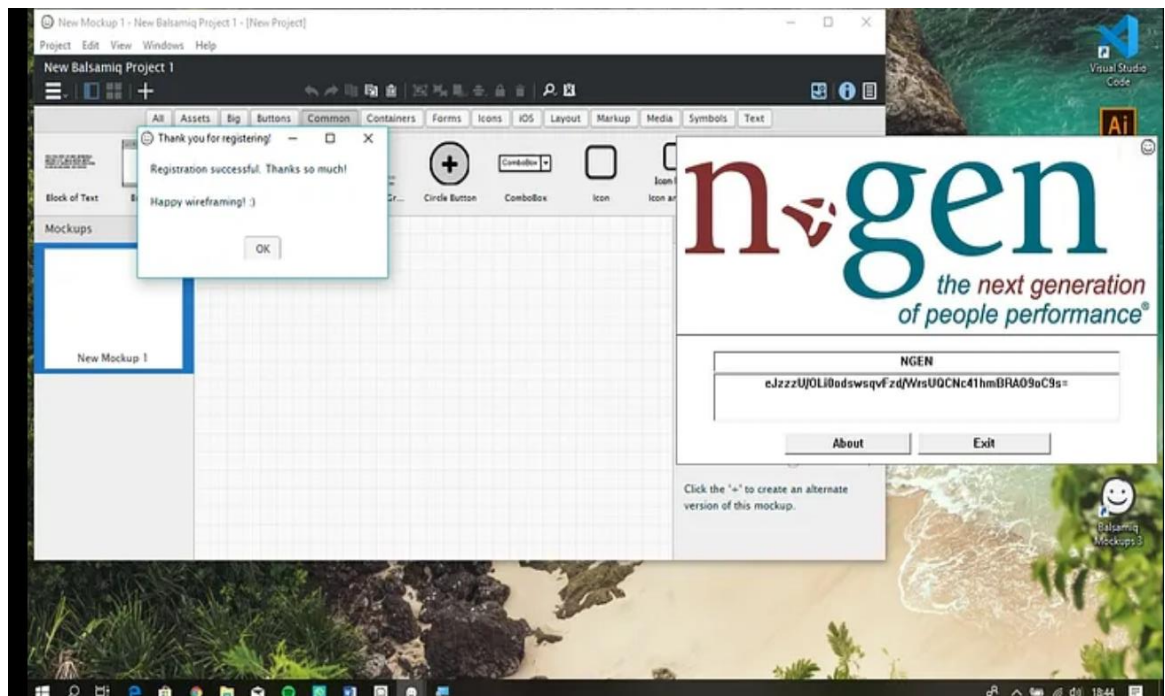 New Mockup 1 - New Balsamiq Project 1 - [New Project]
Project Edit View Windows Help
New Balsamiq Project 1
All Assets Big Buttons Common Containers Forms Icons iOS Layout Markup Media Symbols Text
Thank you for registering!
Registration successful. Thanks so much!
Happy wireframing! :)
OK
Block of Text
Circle Button
ComboBox
ComboBox
Icon
Mockups
New Mockup 1
Click the '+' to create an alternate
version of this mockup.
n gen
the next generation
of people performance®
NGEN
About Exit
Visual Studio
Code
Ai
Balsamiq
Mockups 3
18:44